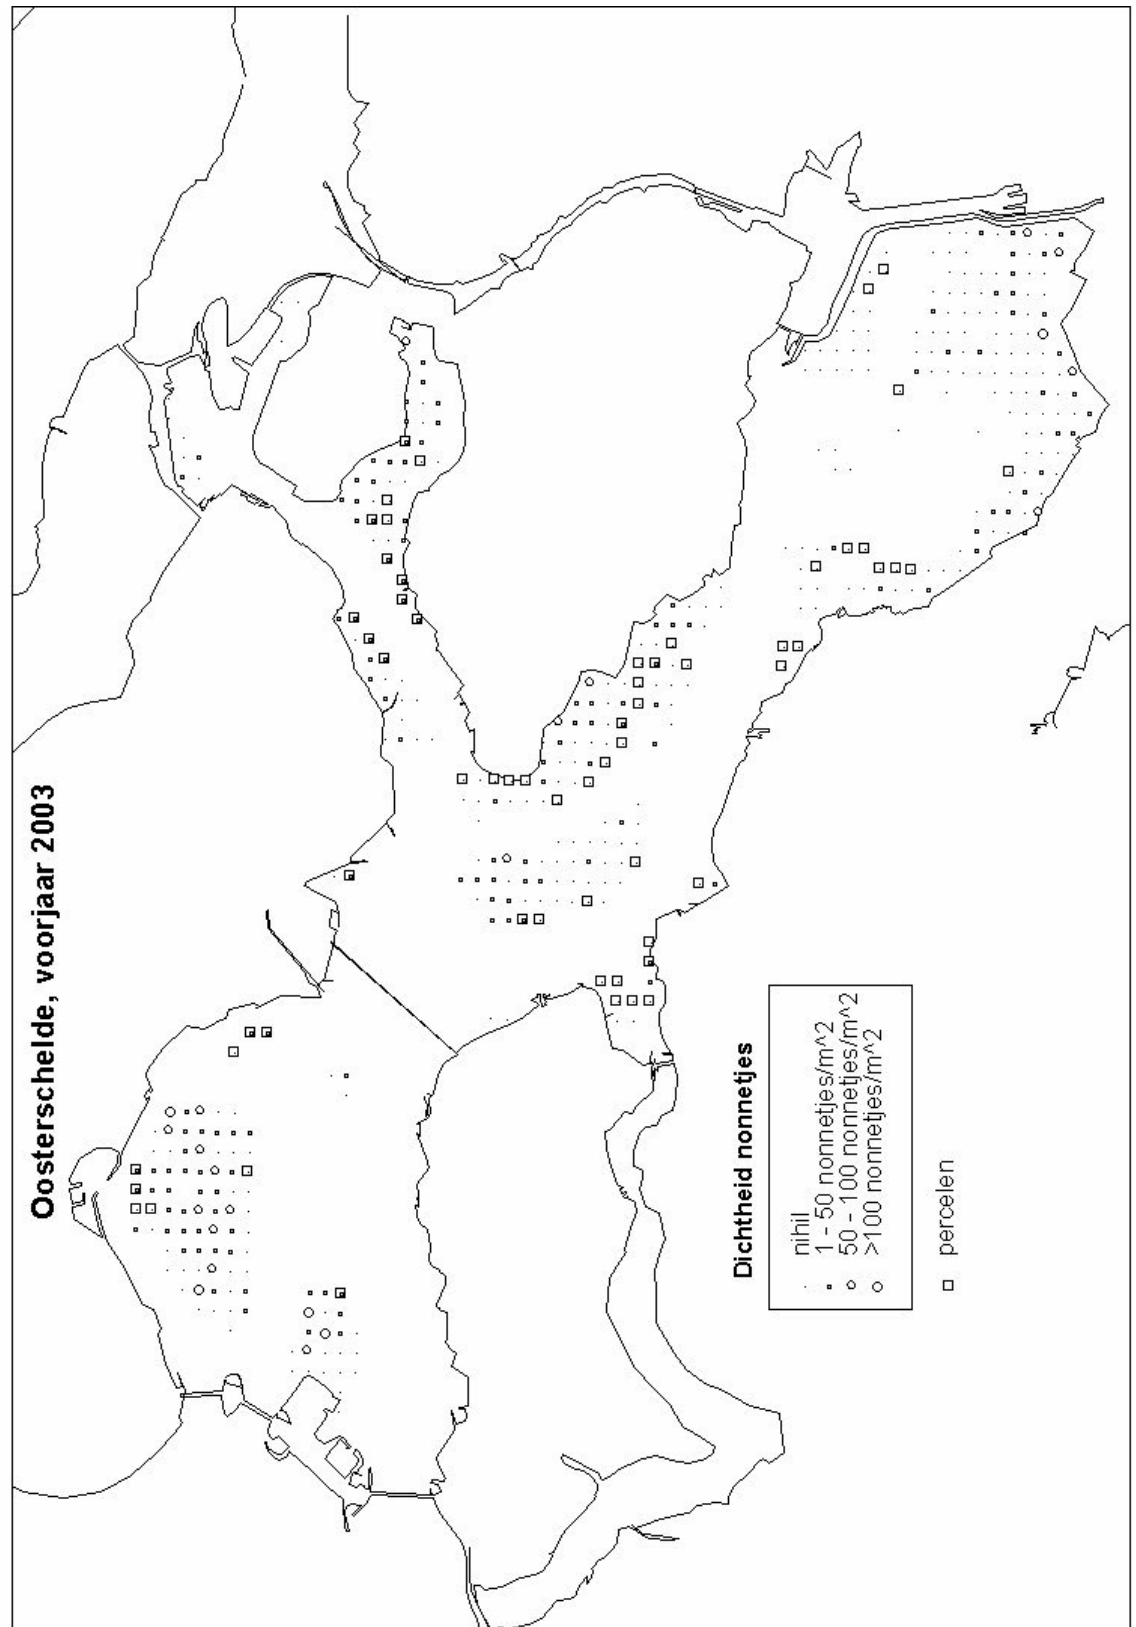 Oosterschelde, voorjaar 2003
Dichtheid nonnetjes
nihil
1 - 50 nonnetjes/m^2
50 - 100 nonnetjes/m^2
>100 nonnetjes/m^2
percelen